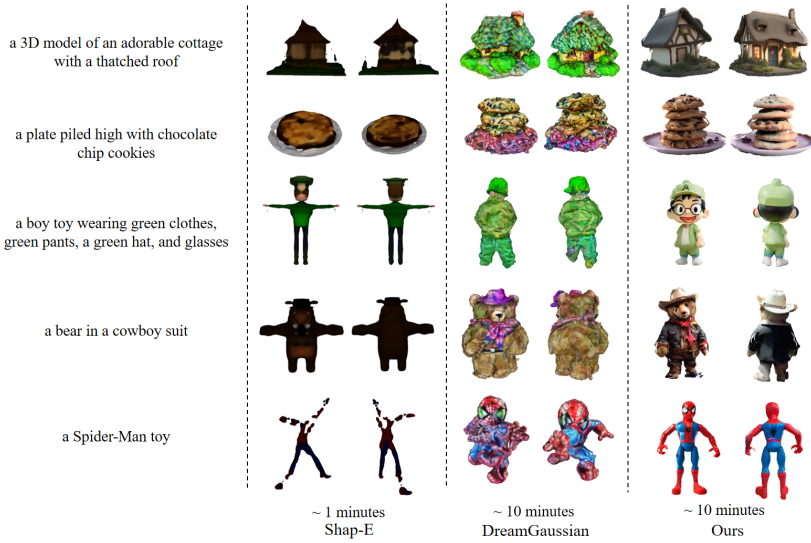 a 3D model of an adorable cottage
with a thatched roof
a plate piled high with chocolate
chip cookies
a boy toy wearing green clothes,
green pants, a green hat, and glasses
a bear in a cowboy suit
a Spider-Man toy
~ 1 minutes
Shap-E
~ 10 minutes
DreamGaussian
~ 10 minutes
Ours